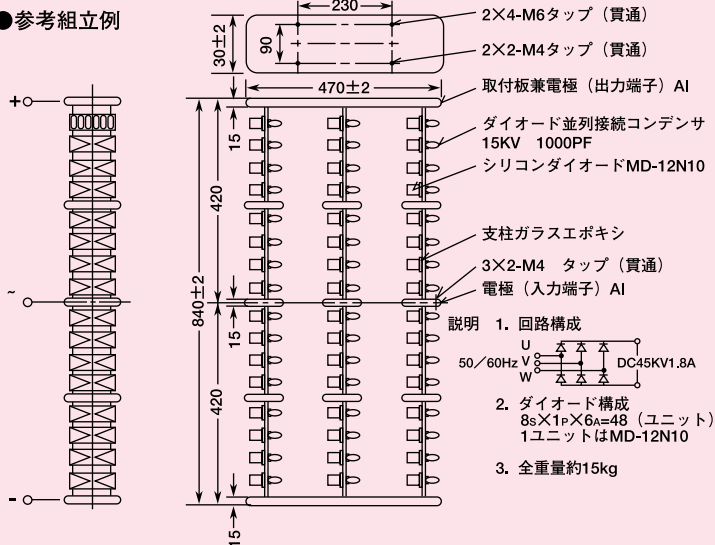 ●参考組立例
230
30±2
90
2×4-M6タップ（貫通）
2×2-M4タップ（貫通）
470±2
取付板兼電極（出力端子）Al
+
15
ダイオード並列接続コンデンサ
15KV 1000PF
シリコンダイオードMD-12N10
420
支柱ガラスエポキシ
840±2
3×2-M4 タップ（貫通）
~
電極（入力端子）Al
15
説明 1. 回路構成
U
50／60Hz V DC45KV1.8A
W
420
2. ダイオード構成
8s×1P×6A=48（ユニット）
1ユニットはMD-12N10
3. 全重量約15kg
-
15